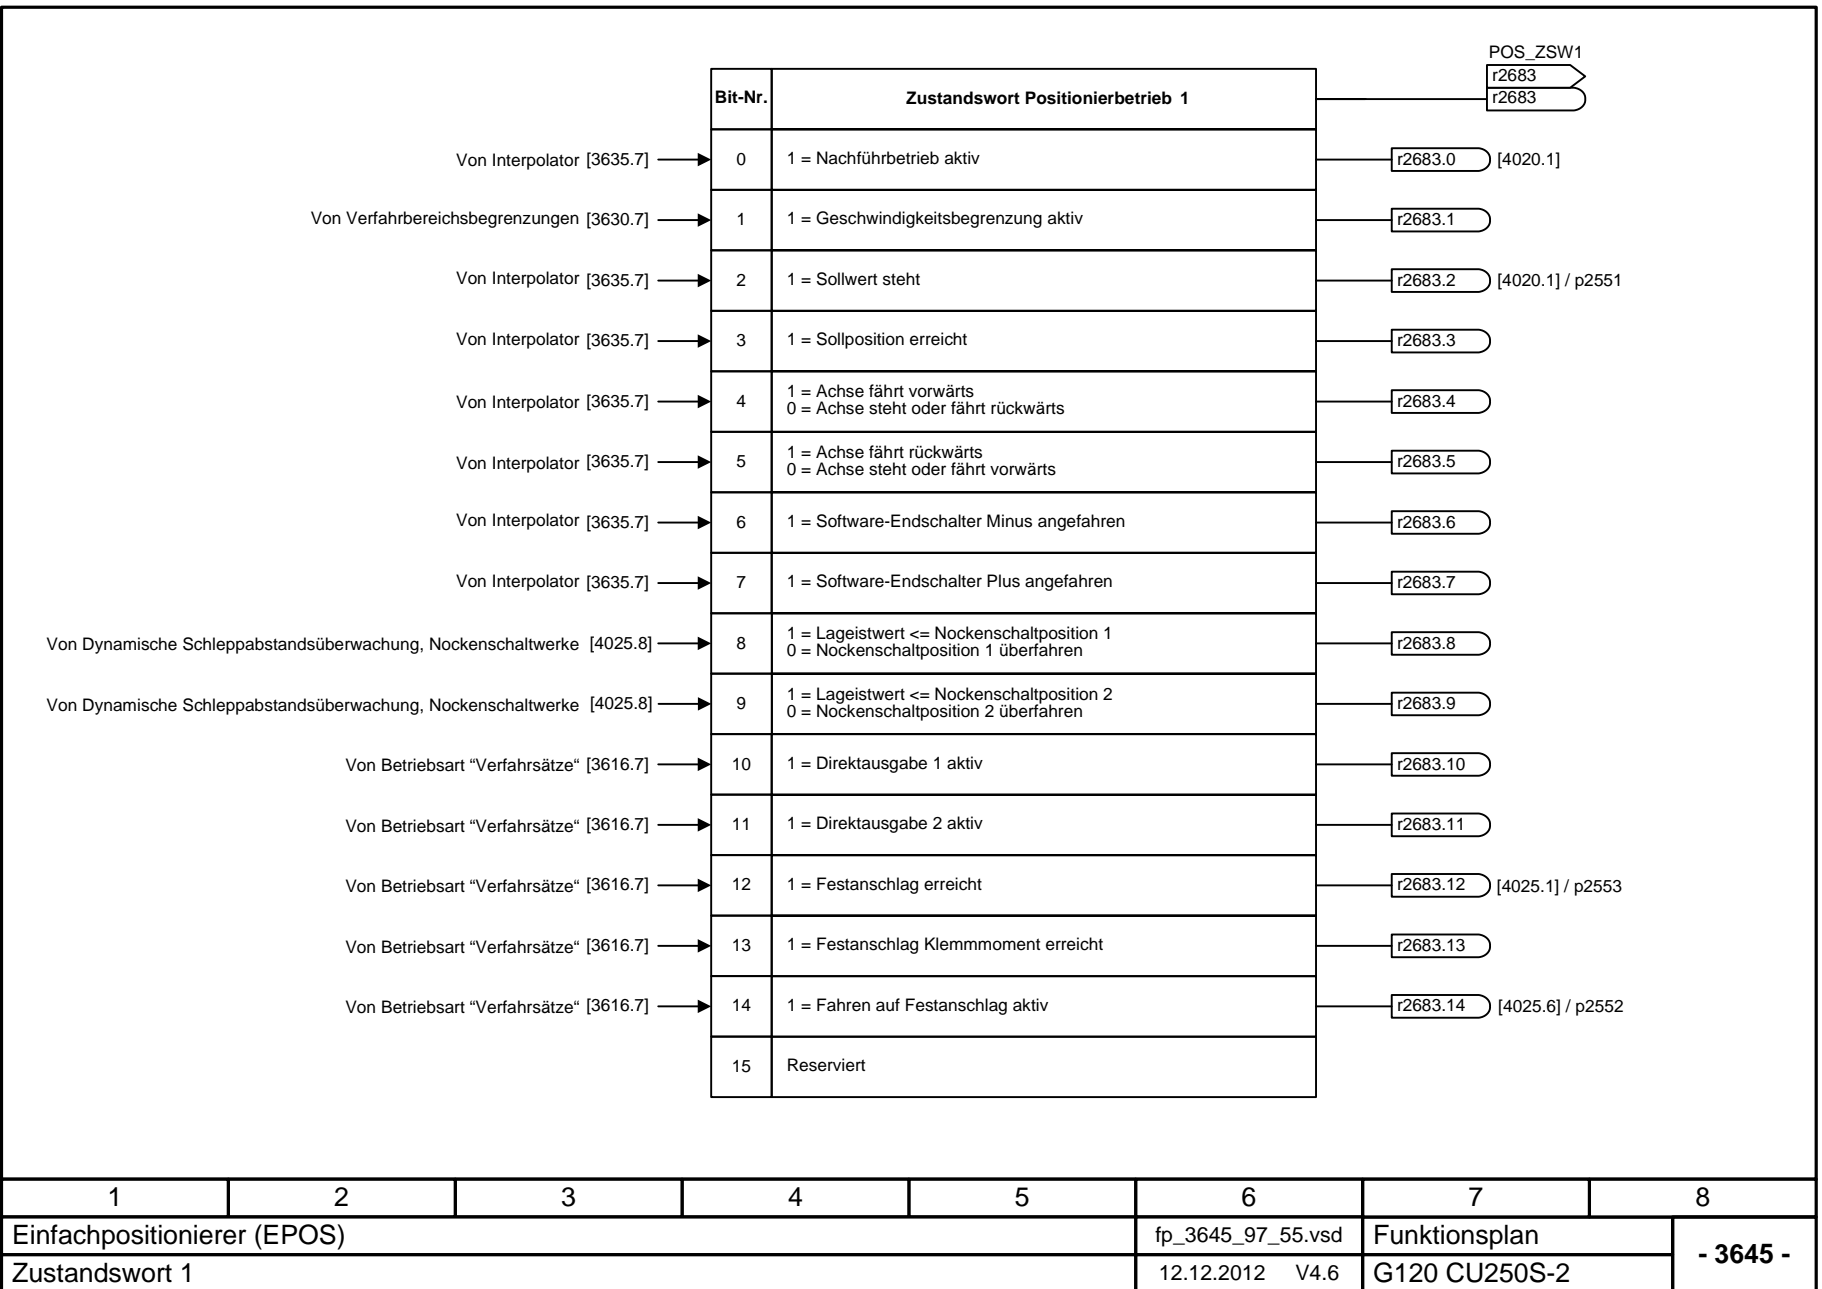 POS_ZSW1
r2683
Bit-Nr. Zustandswort Positionierbetrieb 1 r2683
Von Interpolator [3635.7] 0 1 = Nachführbetrieb aktiv r2683.0 [4020.1]
Von Verfahrbereichsbegrenzungen [3630.7] 1 1 = Geschwindigkeitsbegrenzung aktiv r2683.1
Von Interpolator [3635.7] 2 1 = Sollwert steht r2683.2 [4020.1] / p2551
Von Interpolator [3635.7] 3 1 = Sollposition erreicht r2683.3
Von Interpolator [3635.7] 4 1 = Achse fährt vorwärts
0 = Achse steht oder fährt rückwärts r2683.4
Von Interpolator [3635.7] 5 1 = Achse fährt rückwärts
0 = Achse steht oder fährt vorwärts r2683.5
Von Interpolator [3635.7] 6 1 = Software-Endschalter Minus angefahren r2683.6
Von Interpolator [3635.7] 7 1 = Software-Endschalter Plus angefahren r2683.7
Von Dynamische Schleppabstandsüberwachung, Nockenschaltwerke [4025.8] 8 1 = Lageistwert <= Nockenschaltposition 1
0 = Nockenschaltposition 1 überfahren r2683.8
Von Dynamische Schleppabstandsüberwachung, Nockenschaltwerke [4025.8] 9 1 = Lageistwert <= Nockenschaltposition 2
0 = Nockenschaltposition 2 überfahren r2683.9
Von Betriebsart “Verfahrsätze“ [3616.7] 10 1 = Direktausgabe 1 aktiv r2683.10
Von Betriebsart “Verfahrsätze“ [3616.7] 11 1 = Direktausgabe 2 aktiv r2683.11
Von Betriebsart “Verfahrsätze“ [3616.7] 12 1 = Festanschlag erreicht r2683.12 [4025.1] / p2553
Von Betriebsart “Verfahrsätze“ [3616.7] 13 1 = Festanschlag Klemmmoment erreicht r2683.13
Von Betriebsart “Verfahrsätze“ [3616.7] 14 1 = Fahren auf Festanschlag aktiv r2683.14 [4025.6] / p2552
15 Reserviert
1 2 3 4 5 6 7 8
Einfachpositionierer (EPOS) fp_3645_97_55.vsd Funktionsplan - 3645 -
Zustandswort 1 12.12.2012 V4.6 G120 CU250S-2